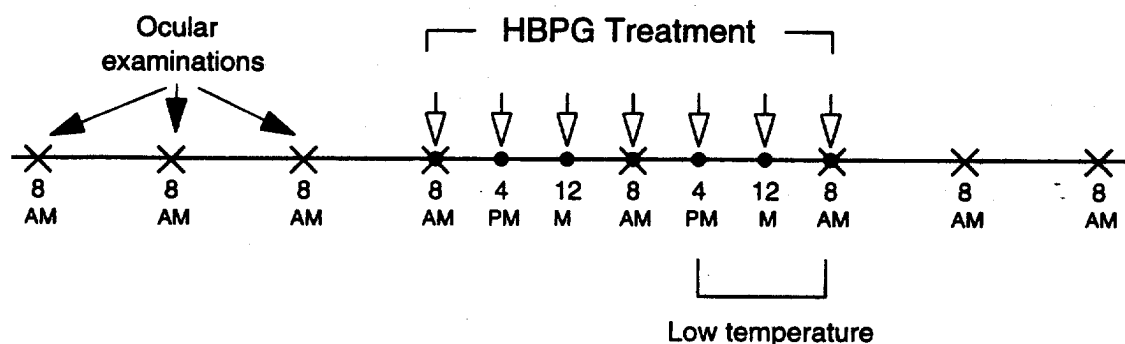 Ocular
examinations
HBPG Treatment
8 8 8 8 4 12 8 4 12 8 8 8
AM AM AM AM PM M AM PM M AM AM AM
Low temperature